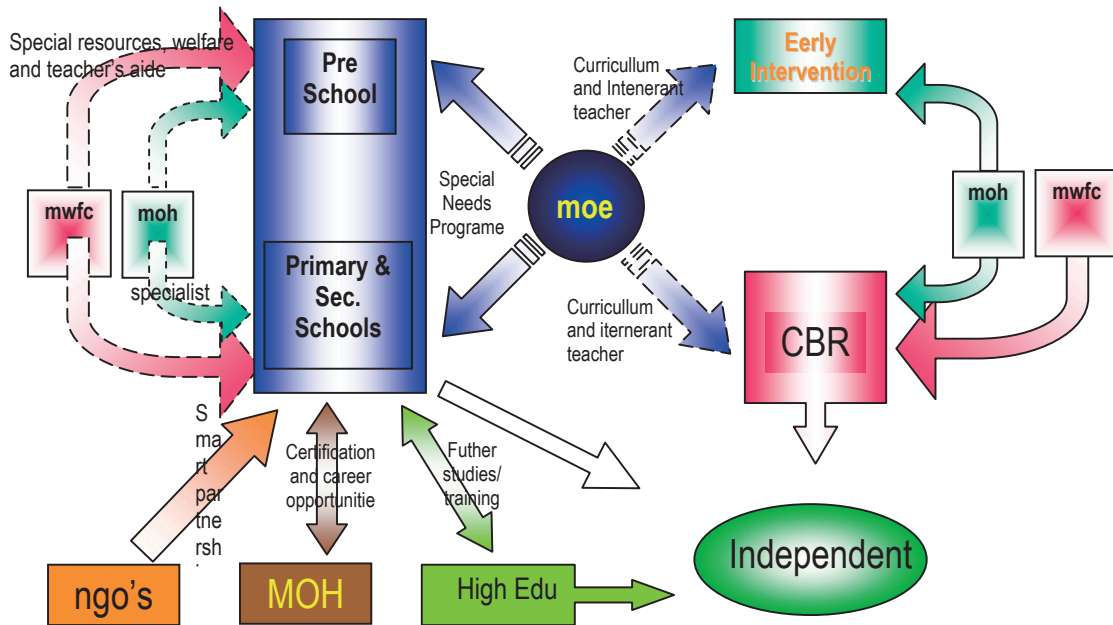 Special resources, welfare
and teacher's aide
Pre
School
Curricullum
and Intenerant
teacher
Eerly
Intervention
mwfc
moh
Special
Needs
Programe
moe
moh
mwfc
specialist
Primary &
Sec.
Schools
Curricullum
and iternerant
teacher
CBR
S
ma
rt
par
tne
rsh
Certification
and career
opportunitie
Futher
studies/
training
Independent
ngo's
MOH
High Edu